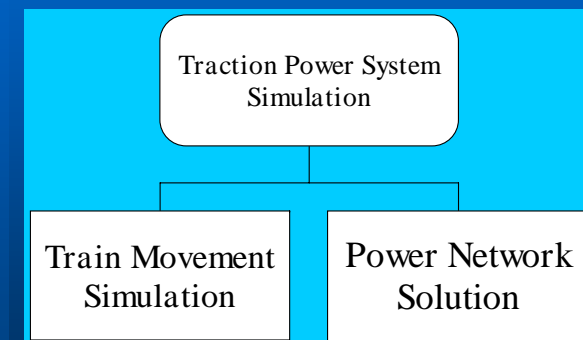 Traction Power System
Simulation
Train Movement
Simulation
Power Network
Solution